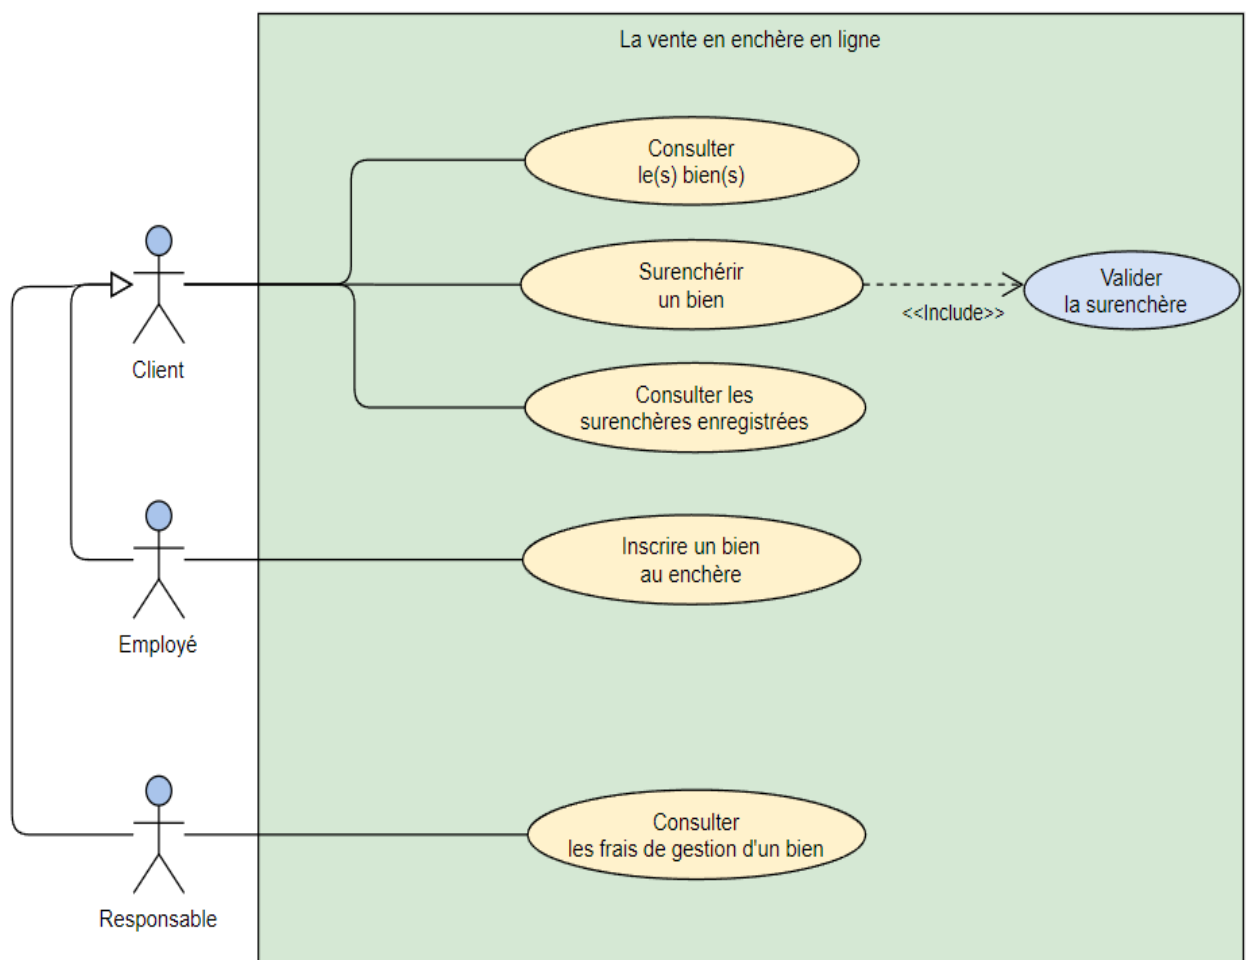 La vente en enchère en ligne
Consulter
le(s) bien(s)
Surenchérir
un bien
<<Include>>
Valider
la surenchère
Client
Consulter les
surenchères enregistrées
Inscrire un bien
au enchère
Employé
Consulter
les frais de gestion d'un bien
Responsable